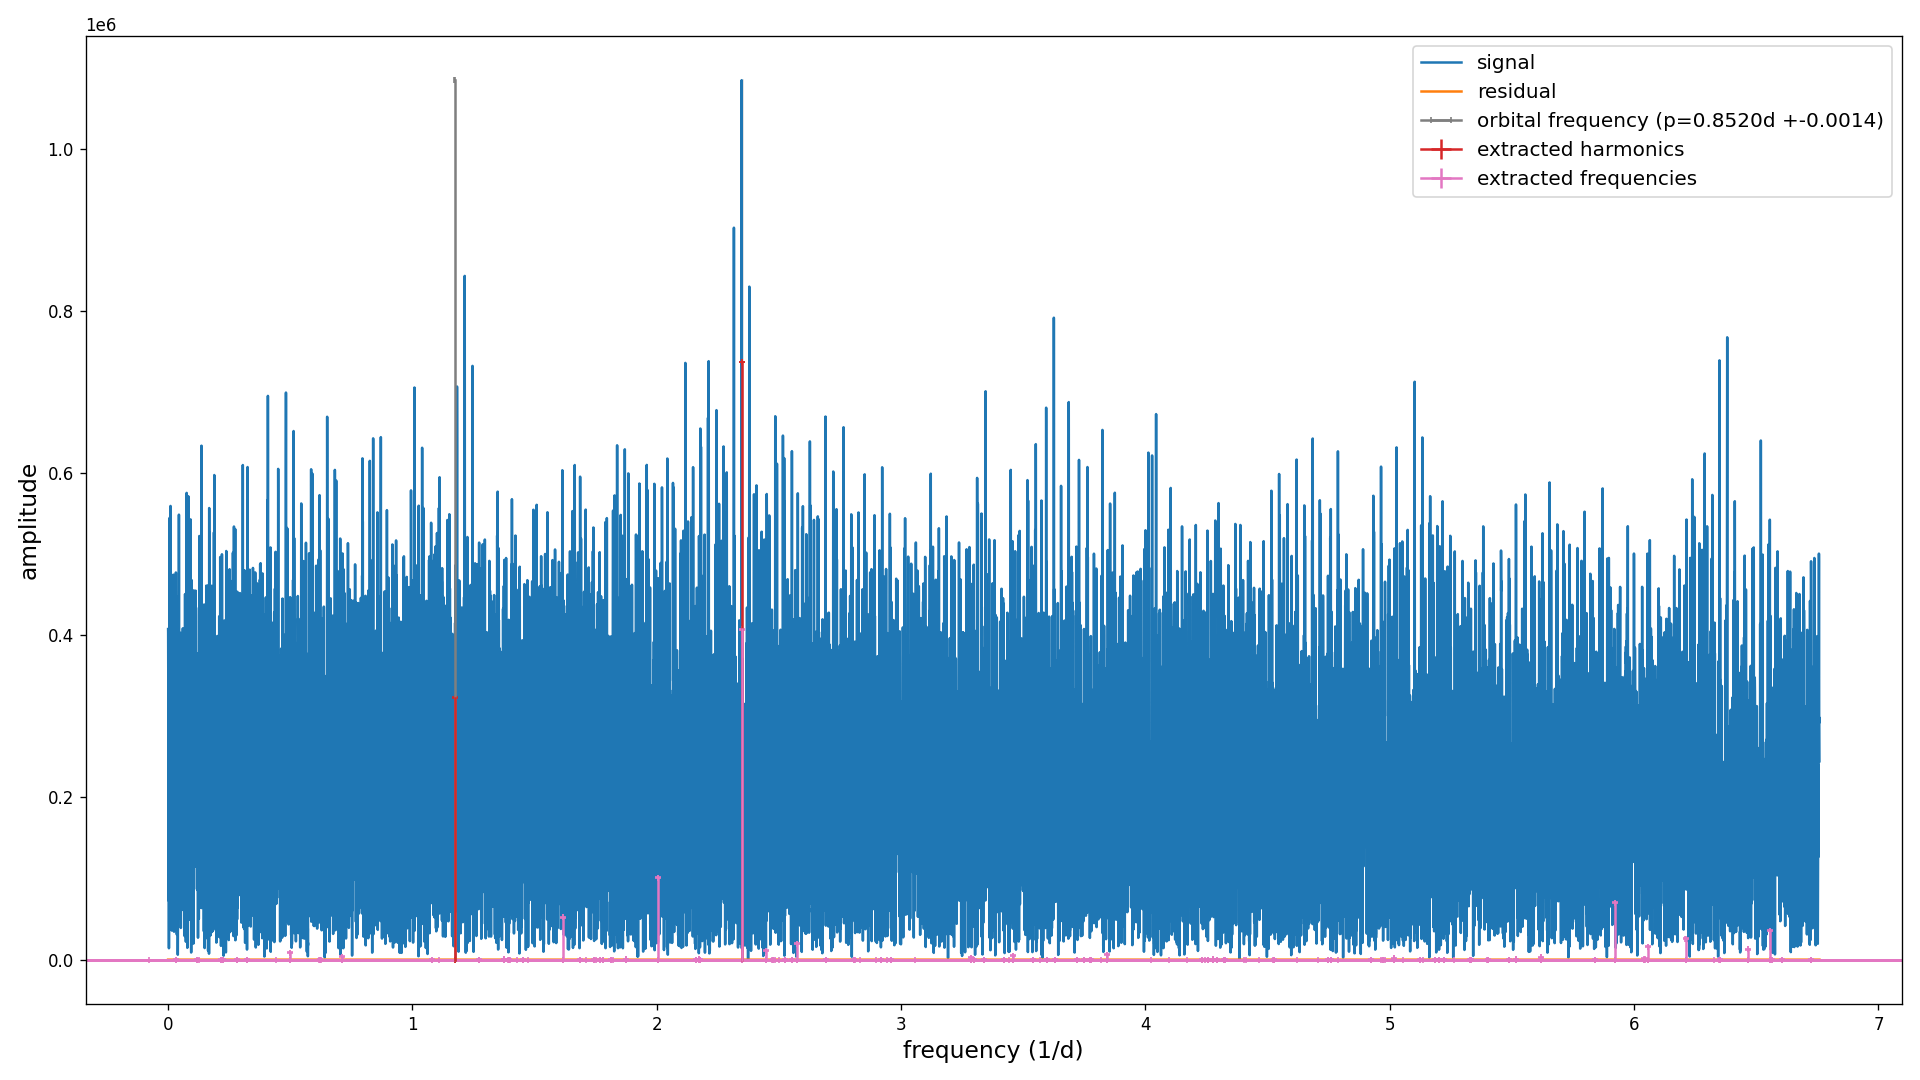 1e6
signal
residual
orbital frequency (p=0.8520d +-0.0014)
extracted harmonics
extracted frequencies
amplitude
1.0
0.8
0.6
0.4
0.2
0.0
0 1 2 3 4 5 6 7
frequency (1/d)